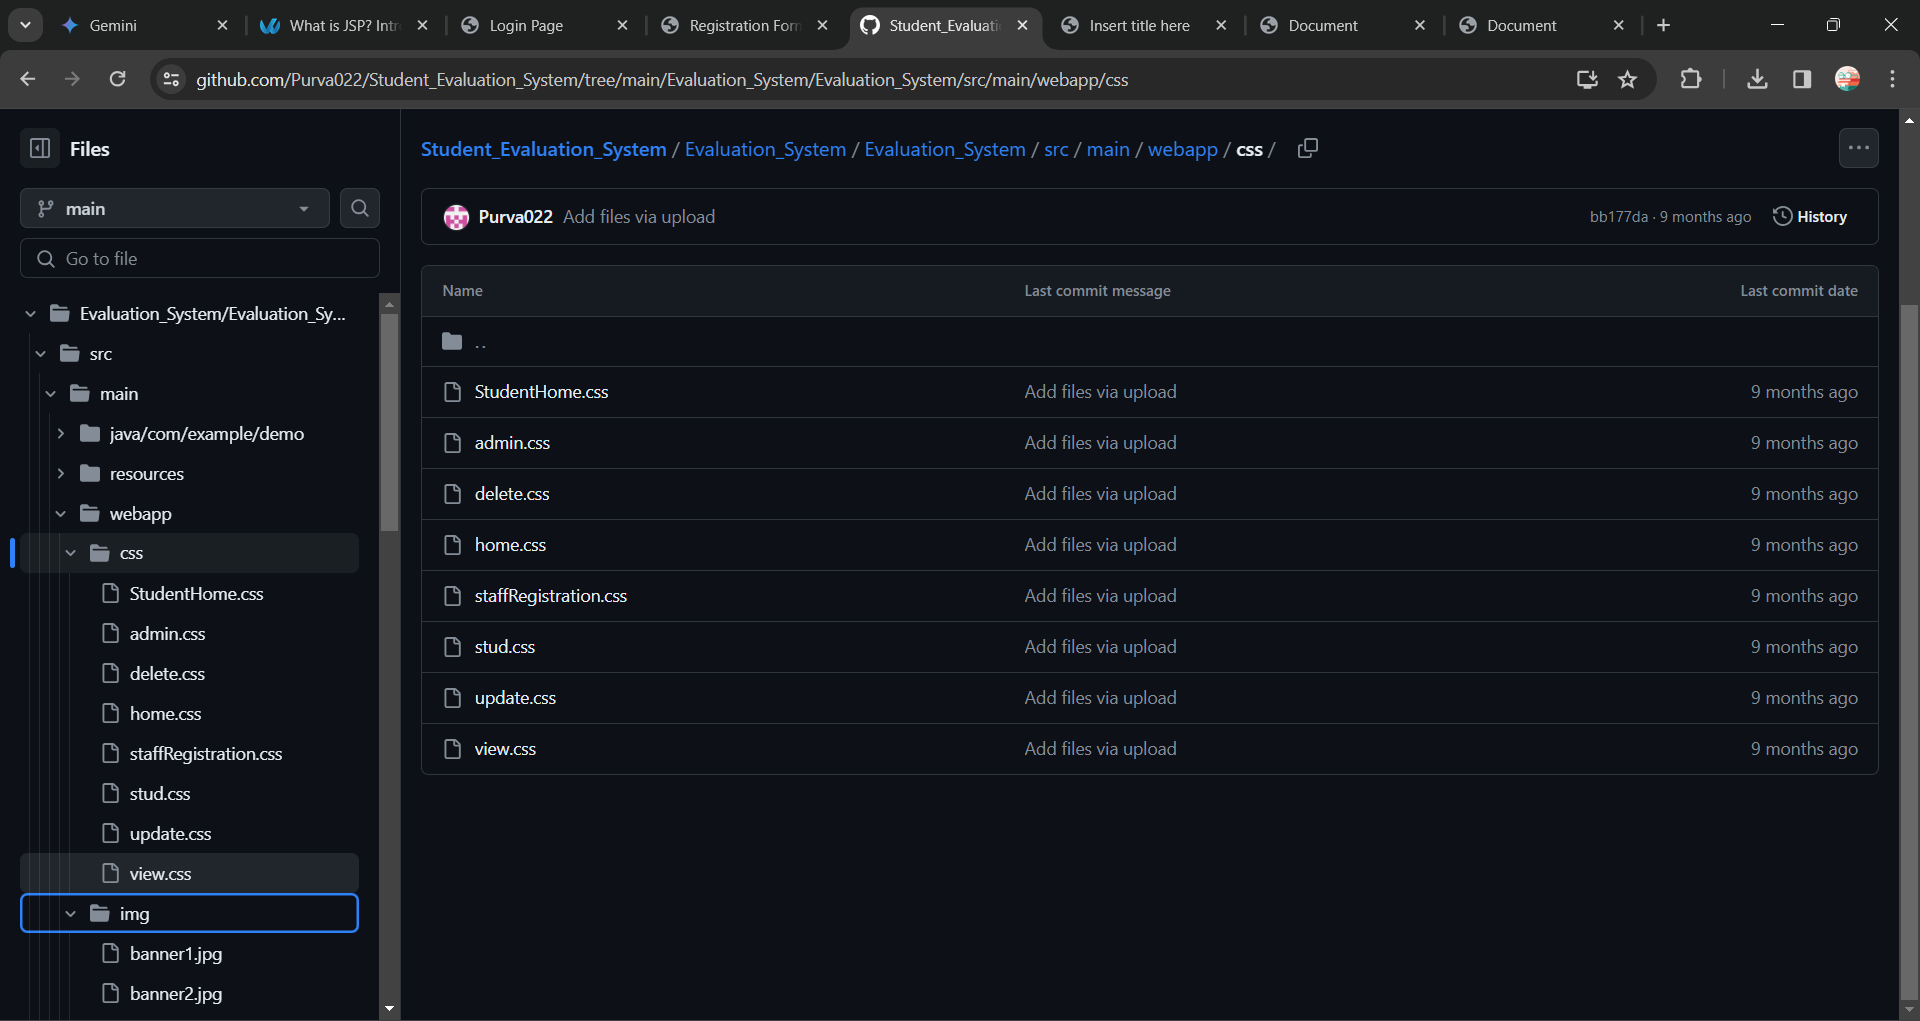 Gemini
What is JSP? Intr
Login Page
Registration Forn
Student_Evaluati
Insert title here
Document
Document
github.com/Purva022/Student_Evaluation_System/tree/main/Evaluation_System/Evaluation_System/src/main/webapp/css
Files
main
Go to file
Evaluation_System/Evaluation_Sy...
src
main
java/com/example/demo
resources
webapp
css
StudentHome.css
admin.css
delete.css
home.css
staffRegistration.css
stud.css
update.css
view.css
img
banner1.jpg
banner2.jpg
Student_Evaluation_System / Evaluation_System / Evaluation_System / src / main / webapp / css /
Purva022 Add files via upload
bb177da · 9 months ago
History
Name Last commit message Last commit date
..
StudentHome.css Add files via upload 9 months ago
admin.css Add files via upload 9 months ago
delete.css Add files via upload 9 months ago
home.css Add files via upload 9 months ago
staffRegistration.css Add files via upload 9 months ago
stud.css Add files via upload 9 months ago
update.css Add files via upload 9 months ago
view.css Add files via upload 9 months ago